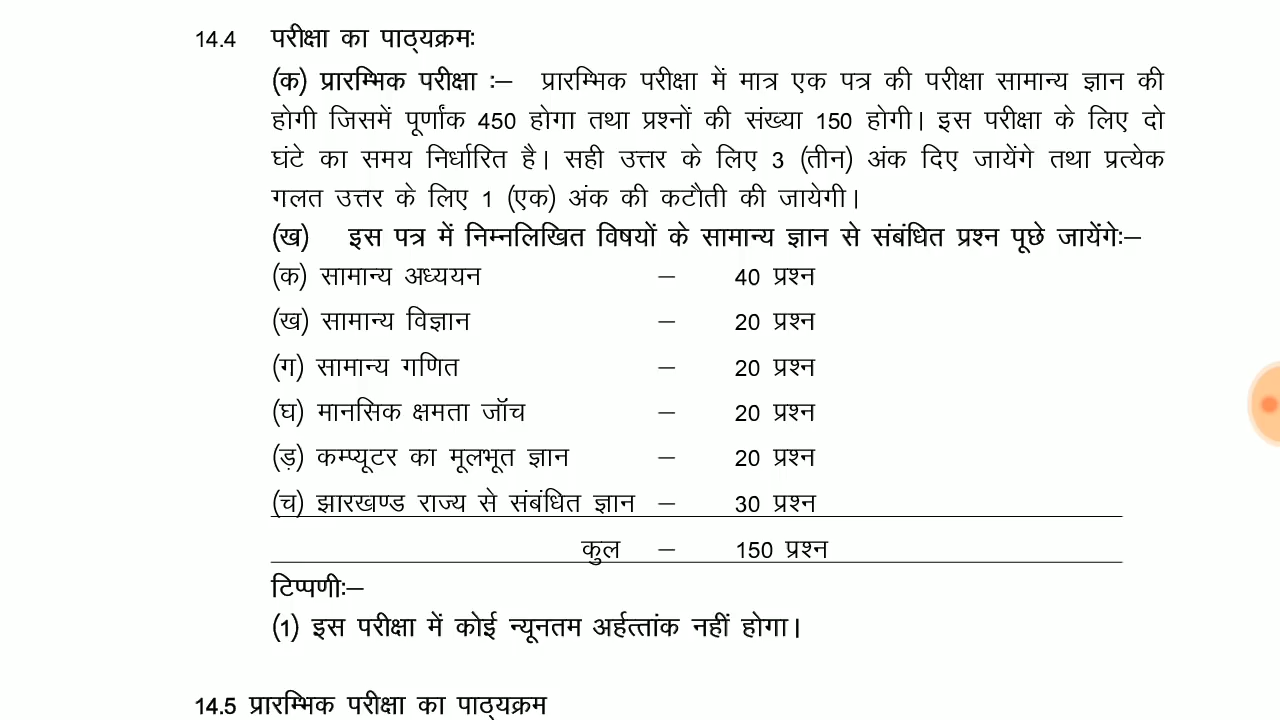 14.4 परीक्षा का पाठ्यक्रमः
(क) प्रारम्भिक परीक्षा :– प्रारम्भिक परीक्षा में मात्र एक पत्र की परीक्षा सामान्य ज्ञान की
होगी जिसमें पूर्णांक 450 होगा तथा प्रश्नों की संख्या 150 होगी। इस परीक्षा के लिए दो
घंटे का समय निर्धारित है। सही उत्तर के लिए 3 (तीन) अंक दिए जायेंगे तथा प्रत्येक
गलत उत्तर के लिए 1 (एक) अंक की कटौती की जायेगी।
(ख) इस पत्र में निम्नलिखित विषयों के सामान्य ज्ञान से संबंधित प्रश्न पूछे जायेंगेः–
(क) सामान्य अध्ययन – 40 प्रश्न
(ख) सामान्य विज्ञान – 20 प्रश्न
(ग) सामान्य गणित – 20 प्रश्न
(घ) मानसिक क्षमता जॉच – 20 प्रश्न
(ड़) कम्प्यूटर का मूलभूत ज्ञान – 20 प्रश्न
(च) झारखण्ड राज्य से संबंधित ज्ञान – 30 प्रश्न
कुल – 150 प्रश्न
टिप्पणीः–
(1) इस परीक्षा में कोई न्यूनतम अर्हत्तांक नहीं होगा।
14.5 प्रारम्भिक परीक्षा का पाठ्यक्रम